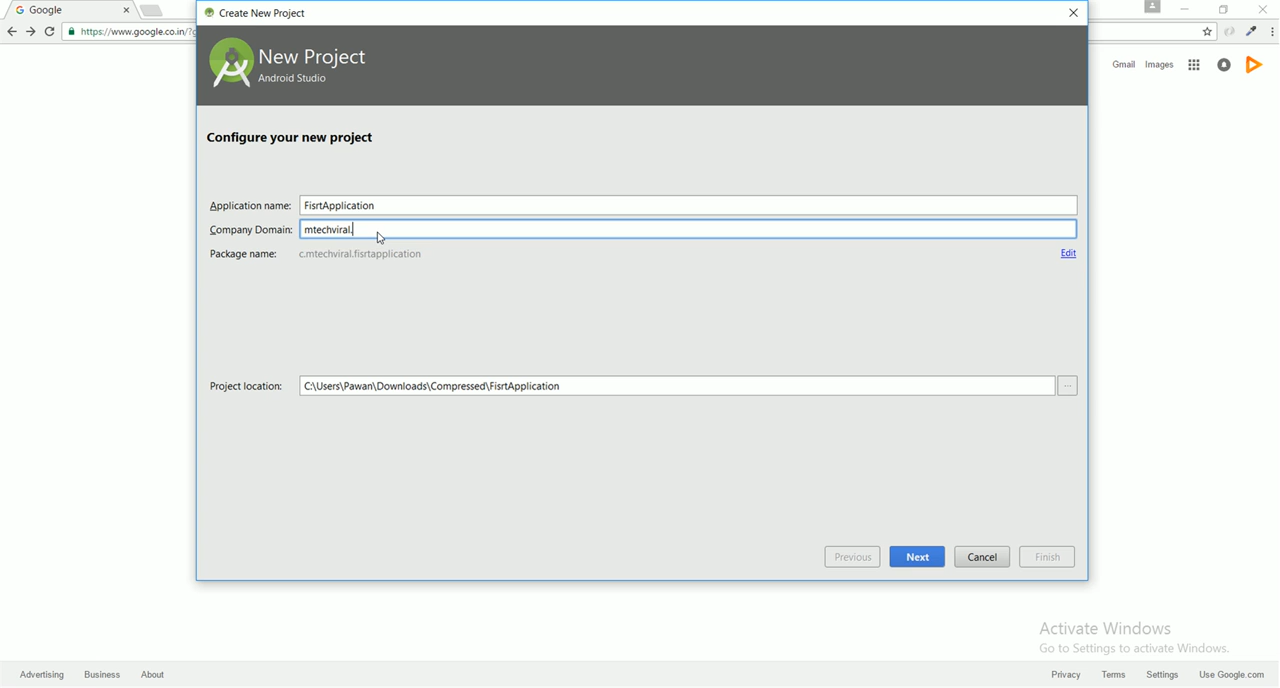 Google
Create New Project
https://www.google.co.in/?g
New Project
Android Studio
Gmail Images
Configure your new project
Application name: FisrtApplication
Company Domain: mtechviral.
Package name: c.mtechviral.fisrtapplication Edit
Project location: C:\Users\Pawan\Downloads\Compressed\FisrtApplication ...
Previous Next Cancel Finish
Activate Windows
Go to Settings to activate Windows.
Advertising Business About Privacy Terms Settings Use Google.com